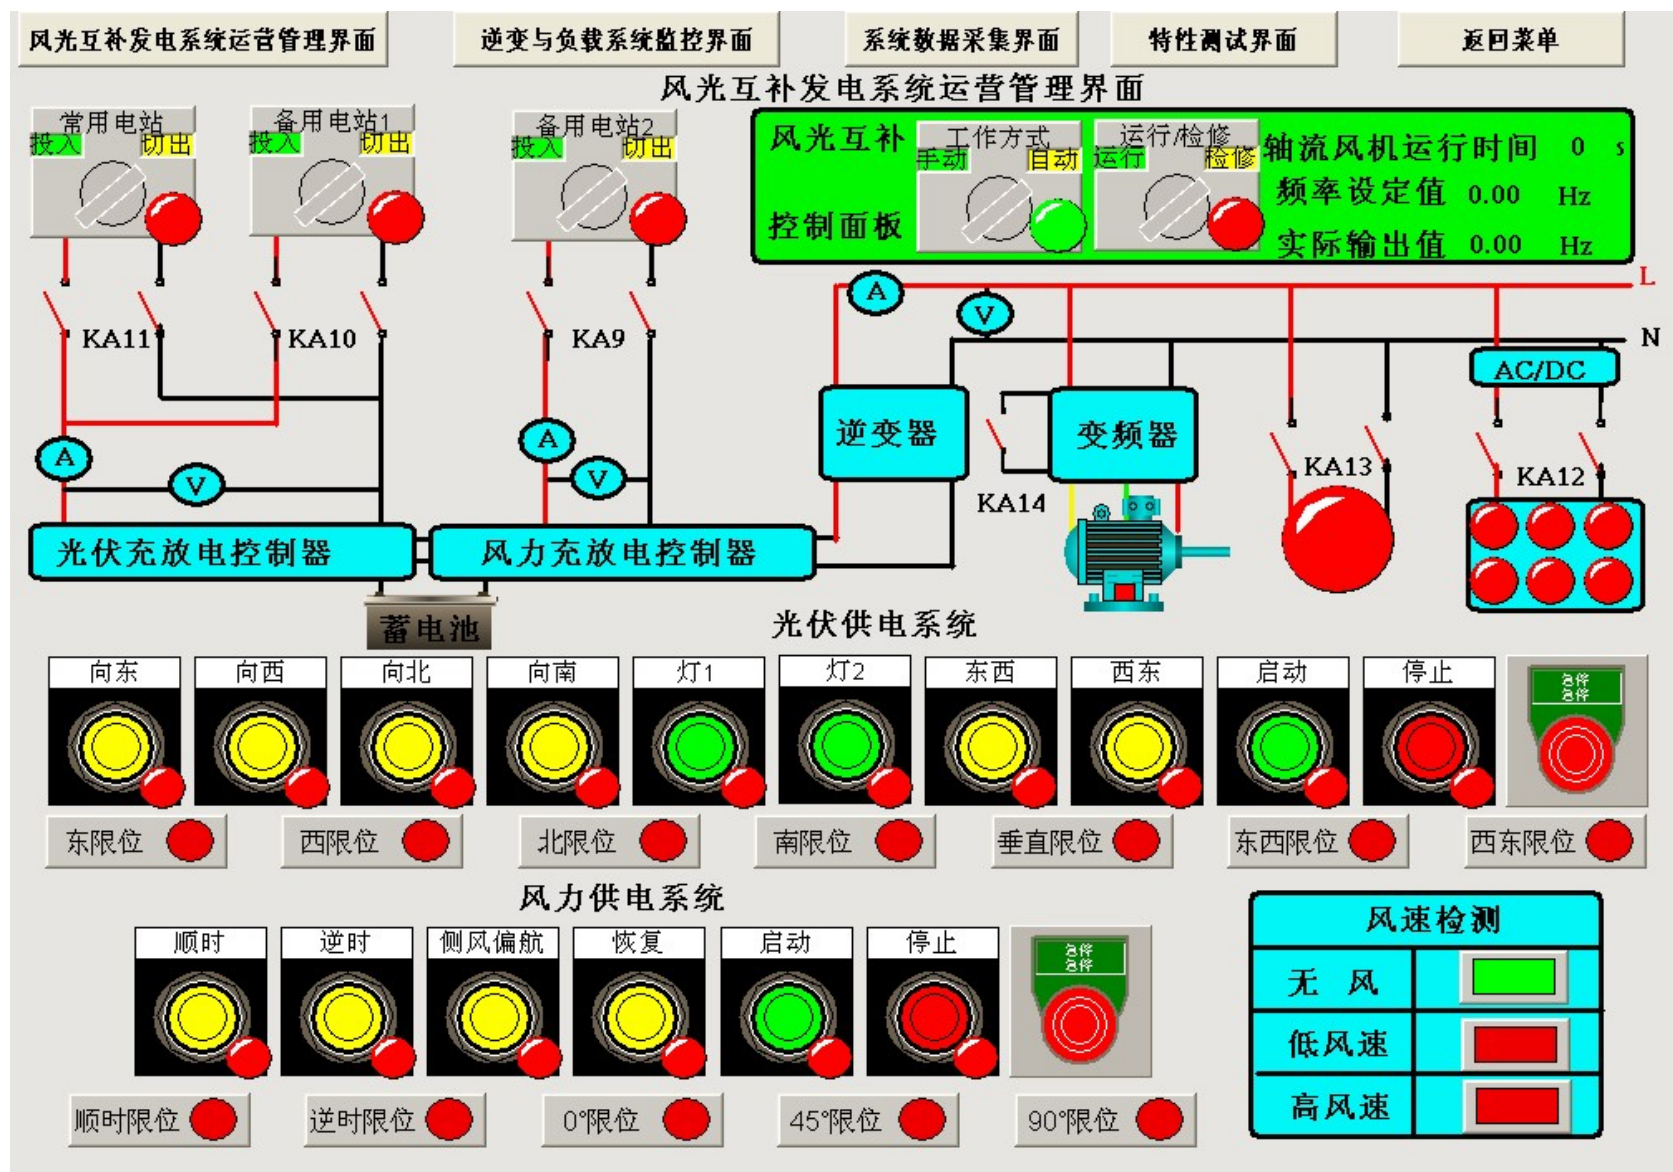 风光互补发电系统运营管理界面
逆变与负载系统监控界面
系统数据采集界面
特性测试界面
返回菜单
风光互补发电系统运营管理界面
常用电站
投入 切出
备用电站1
投入 切出
备用电站2
投入 切出
风光互补
控制面板
工作方式
手动 自动
运行/检修
运行 检修
轴流风机运行时间 0 s
频率设定值 0.00 Hz
实际输出值 0.00 Hz
L
A
V
N
KA11
KA10
KA9
AC/DC
逆变器
变频器
A
V
A
V
KA14
KA13
KA12
光伏充放电控制器
风力充放电控制器
蓄电池
光伏供电系统
向东 向西 向北 向南 灯1 灯2 东西 西东 启动 停止
急停
急停
东限位 西限位 北限位 南限位 垂直限位 东西限位 西东限位
风力供电系统
顺时 逆时 侧风偏航 恢复 启动 停止
急停
急停
顺时限位 逆时限位 0°限位 45°限位 90°限位
风速检测
无 风
低风速
高风速